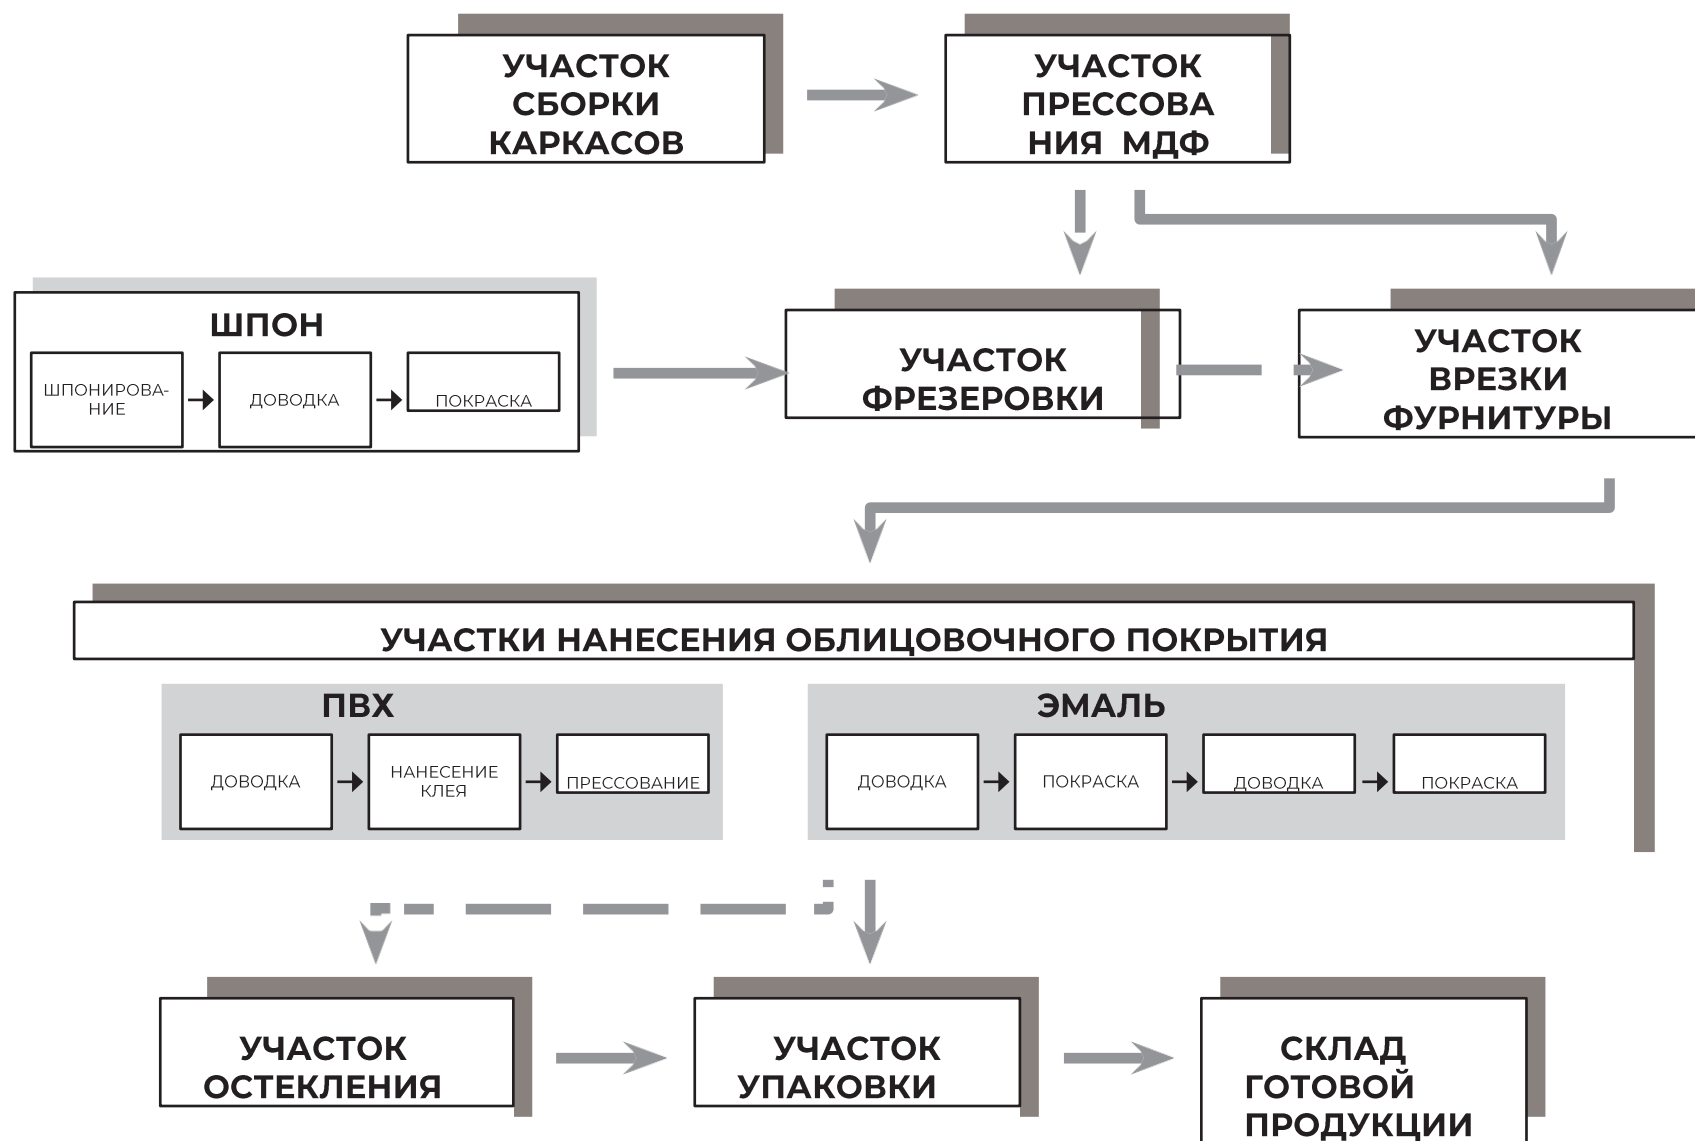 УЧАСТОК
СБОРКИ
КАРКАСОВ
УЧАСТОК
ПРЕССОВА
НИЯ МДФ
ШПОН
ШПОНИРОВА-
НИЕ
ДОВОДКА
ПОКРАСКА
УЧАСТОК
ФРЕЗЕРОВКИ
УЧАСТОК
ВРЕЗКИ
ФУРНИТУРЫ
УЧАСТКИ НАНЕСЕНИЯ ОБЛИЦОВОЧНОГО ПОКРЫТИЯ
ПВХ
ДОВОДКА
НАНЕСЕНИЕ
КЛЕЯ
ПРЕССОВАНИЕ
ЭМАЛЬ
ДОВОДКА
ПОКРАСКА
ДОВОДКА
ПОКРАСКА
УЧАСТОК
ОСТЕКЛЕНИЯ
УЧАСТОК
УПАКОВКИ
СКЛАД
ГОТОВОЙ
ПРОДУКЦИИ